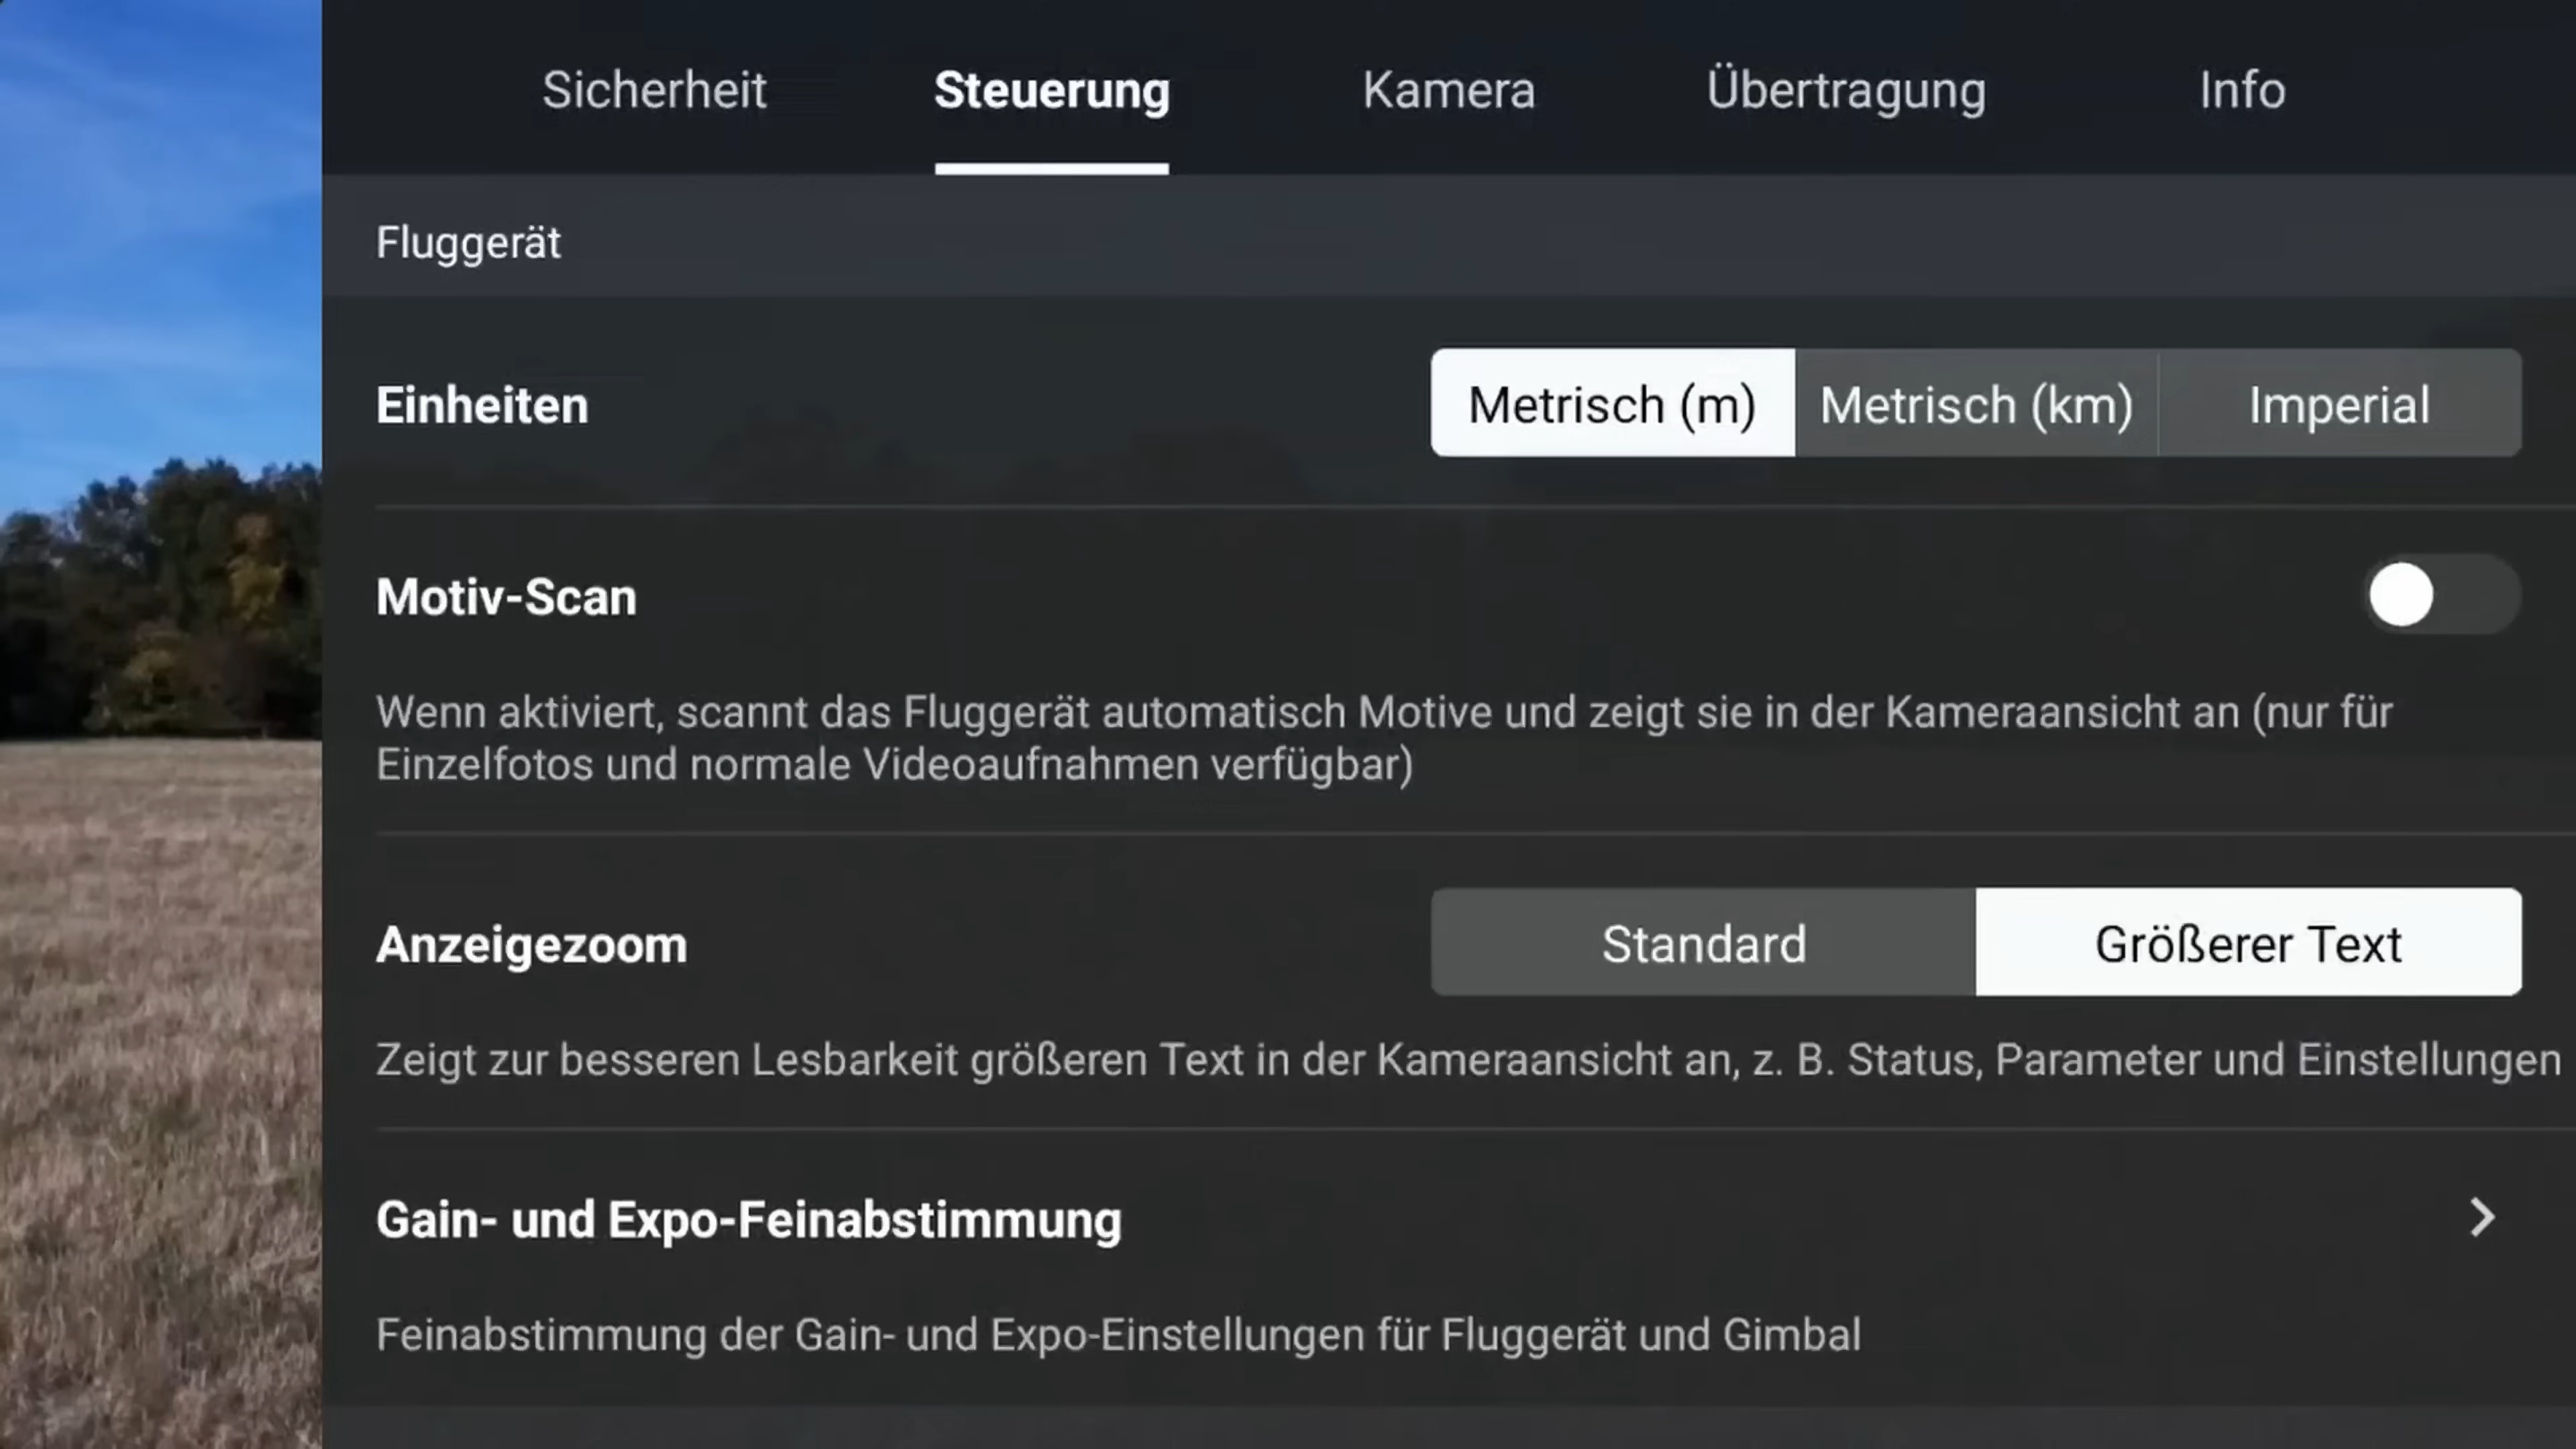 Sicherheit Steuerung Kamera Übertragung Info
Fluggerät
Einheiten Metrisch (m) Metrisch (km) Imperial
Motiv-Scan
Wenn aktiviert, scannt das Fluggerät automatisch Motive und zeigt sie in der Kameraansicht an (nur für
Einzelfotos und normale Videoaufnahmen verfügbar)
Anzeigezoom Standard Größerer Text
Zeigt zur besseren Lesbarkeit größeren Text in der Kameraansicht an, z. B. Status, Parameter und Einstellungen
Gain- und Expo-Feinabstimmung
Feinabstimmung der Gain- und Expo-Einstellungen für Fluggerät und Gimbal